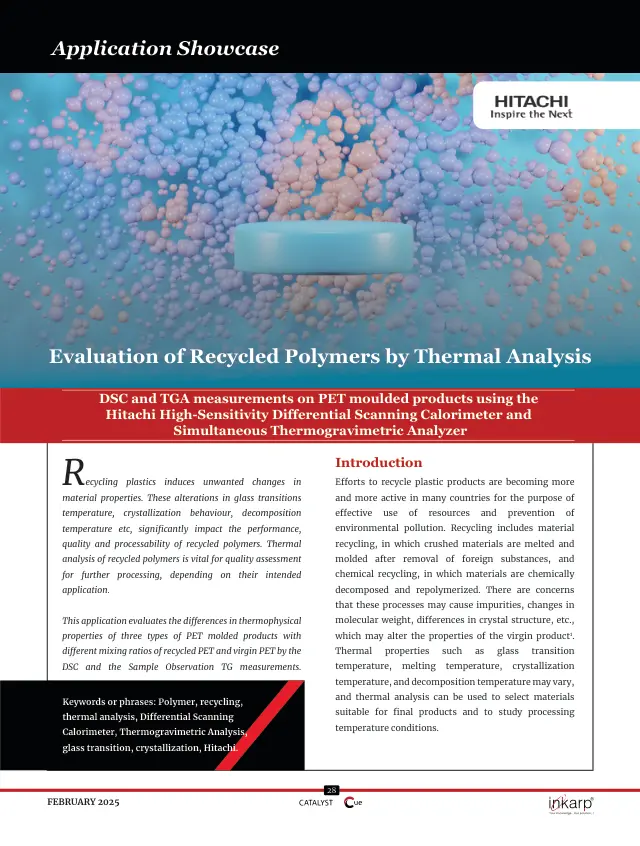 Application Showcase
HITACHI
Inspire the Next
Evaluation of Recycled Polymers by Thermal Analysis
DSC and TGA measurements on PET moulded products using the
Hitachi High-Sensitivity Differential Scanning Calorimeter and
Simultaneous Thermogravimetric Analyzer
Recycling plastics induces unwanted changes in
material properties. These alterations in glass transitions
temperature, crystallization behaviour, decomposition
temperature etc, significantly impact the performance,
quality and processability of recycled polymers. Thermal
analysis of recycled polymers is vital for quality assessment
for further processing, depending on their intended
application.
This application evaluates the differences in thermophysical
properties of three types of PET molded products with
different mixing ratios of recycled PET and virgin PET by the
DSC and the Sample Observation TG measurements.
Keywords or phrases: Polymer, recycling,
thermal analysis, Differential Scanning
Calorimeter, Thermogravimetric Analysis,
glass transition, crystallization, Hitachi.
Introduction
Efforts to recycle plastic products are becoming more
and more active in many countries for the purpose of
effective use of resources and prevention of
environmental pollution. Recycling includes material
recycling, in which crushed materials are melted and
molded after removal of foreign substances, and
chemical recycling, in which materials are chemically
decomposed and repolymerized. There are concerns
that these processes may cause impurities, changes in
molecular weight, differences in crystal structure, etc.,
which may alter the properties of the virgin product¹.
Thermal properties such as glass transition
temperature, melting temperature, crystallization
temperature, and decomposition temperature may vary,
and thermal analysis can be used to select materials
suitable for final products and to study processing
temperature conditions.
28
FEBRUARY 2025
CATALYST Cue
inkarp®